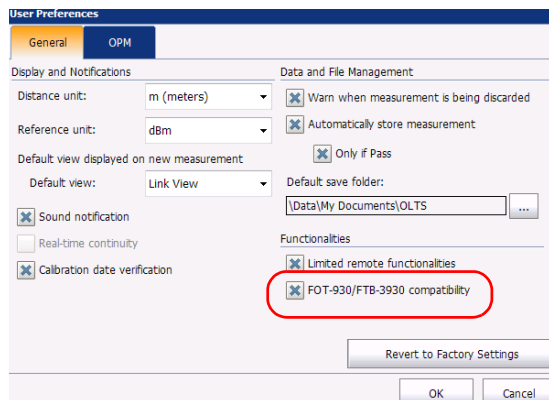 User Preferences
General OPM
Display and Notifications
Distance unit: m (meters)
Reference unit: dBm
Default view displayed on new measurement
Default view: Link View
Sound notification
Real-time continuity
Calibration date verification
Data and File Management
Warn when measurement is being discarded
Automatically store measurement
Only if Pass
Default save folder:
\Data\My Documents\OLTS ...
Functionalities
Limited remote functionalities
FOT-930/FTB-3930 compatibility
Revert to Factory Settings
OK Cancel